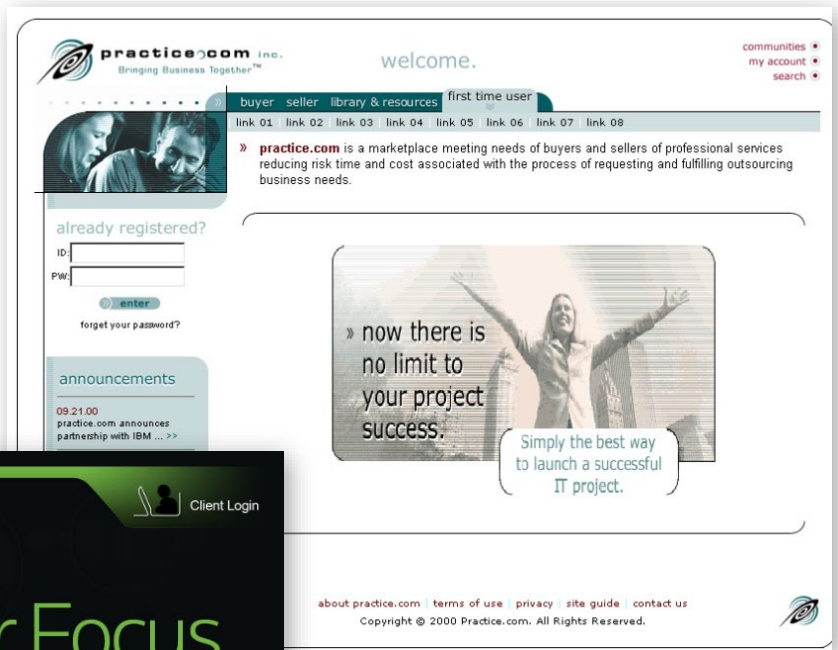 practice.com inc.
Bringing Business Together™
welcome.
communities
my account
search
» buyer seller library & resources first time user
link 01 link 02 link 03 link 04 link 05 link 06 link 07 link 08
» practice.com is a marketplace meeting needs of buyers and sellers of professional services
reducing risk time and cost associated with the process of requesting and fulfilling outsourcing
business needs.
already registered?
ID:
PW:
enter
forget your password?
» now there is
no limit to
your project
success.
Simply the best way
to launch a successful
IT project.
announcements
09.21.00
practice.com announces
partnership with IBM ... >>
Client Login
r Focus
about practice.com | terms of use | privacy | site guide | contact us
Copyright @ 2000 Practice.com. All Rights Reserved.